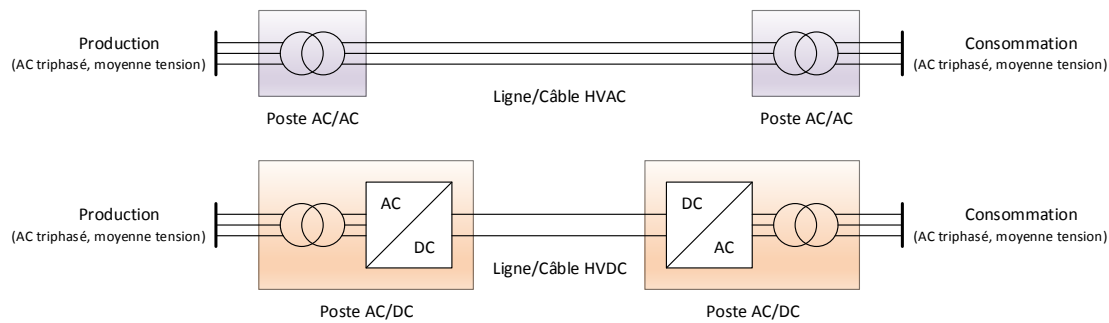 Production
(AC triphasé, moyenne tension)
Poste AC/AC
Ligne/Câble HVAC
Poste AC/AC
Consommation
(AC triphasé, moyenne tension)
Production
(AC triphasé, moyenne tension)
AC
DC
Poste AC/DC
Ligne/Câble HVDC
DC
AC
Poste AC/DC
Consommation
(AC triphasé, moyenne tension)